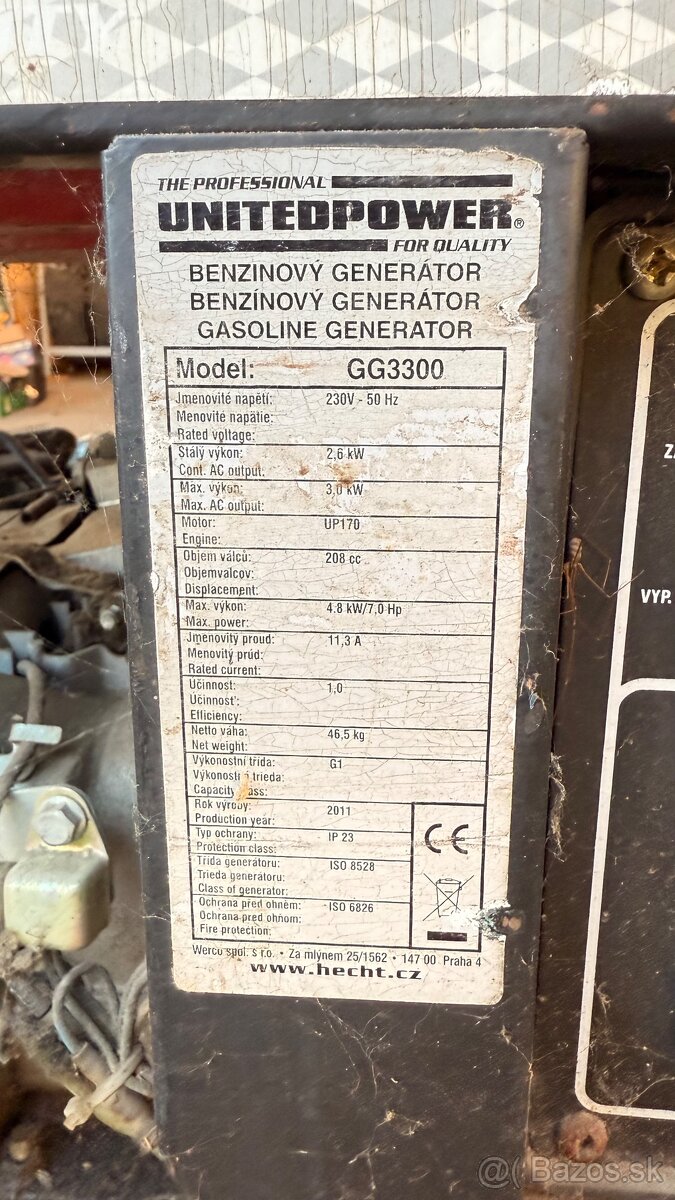 THE PROFESSIONAL
UNITEDPOWER®
FOR QUALITY
BENZINOVÝ GENERÁTOR
BENZÍNOVÝ GENERÁTOR
GASOLINE GENERATOR
Model: GG3300
Jmenovité napětí: 230V - 50 Hz
Menovité napätie:
Rated voltage:
Stálý výkon: 2,6 kW
Cont. AC output:
Max. výkon: 3,0 kW
Max. AC output:
Motor: UP170
Engine:
Objem válců: 208 cc
Objemvalcov:
Displacement:
Max. výkon: 4.8 kW/7,0 Hp
Max. power:
Jmenovitý proud: 11,3 A
Menovitý prúd:
Rated current:
Účinnost: 1,0
Účinnosť:
Efficiency:
Netto váha: 46,5 kg
Net weight:
Výkonostní třída: G1
Výkonostná trieda:
Capacity class:
Rok výroby: 2011
Production year:
Typ ochrany: IP 23
Protection class:
Třída generátoru: ISO 8528
Trieda generátoru:
Class of generator:
Ochrana před ohněm: ISO 6826
Ochrana pred ohňom:
Fire protection:
CE
Werco spol. s r.o. • Za mlýnem 25/1562 • 147 00 Praha 4
www.hecht.cz
VYP.
@( Bazos.sk